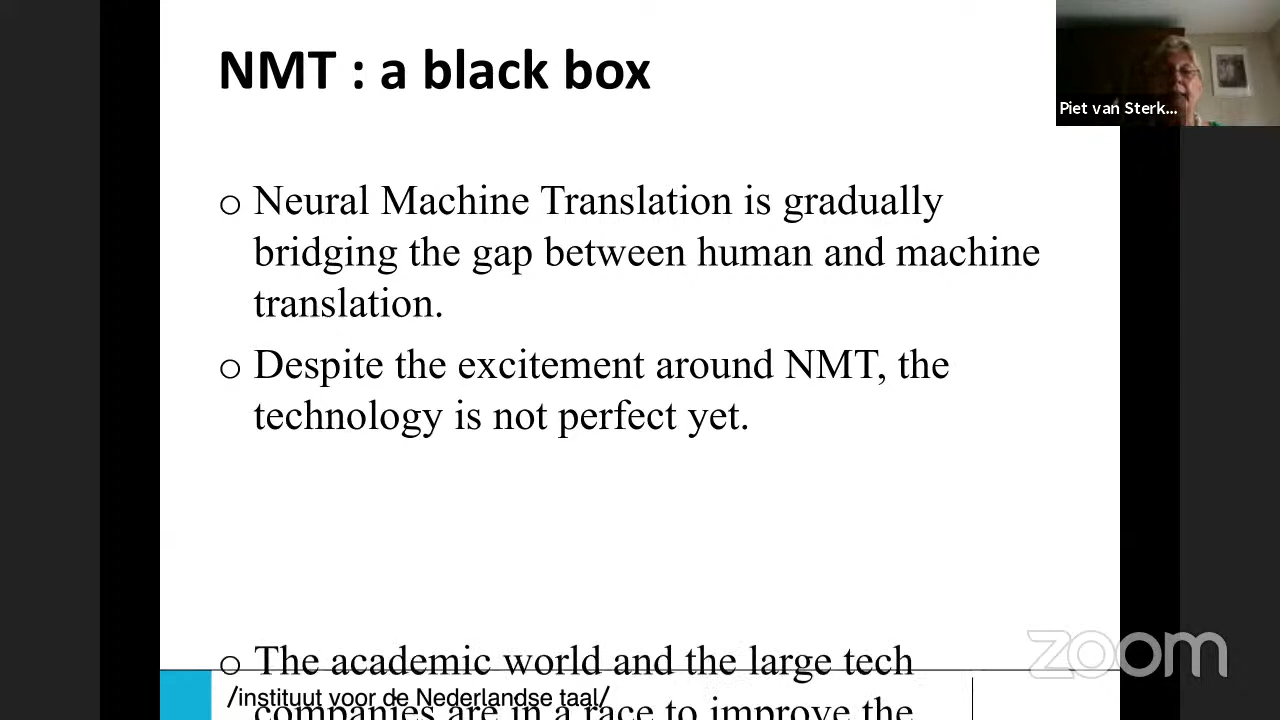 NMT : a black box
Piet van Sterk...
o Neural Machine Translation is gradually
bridging the gap between human and machine
translation.
o Despite the excitement around NMT, the
technology is not perfect yet.
o The academic world and the large tech
companies are in a race to improve the
/instituut voor de Nederlandse taal/
zoom